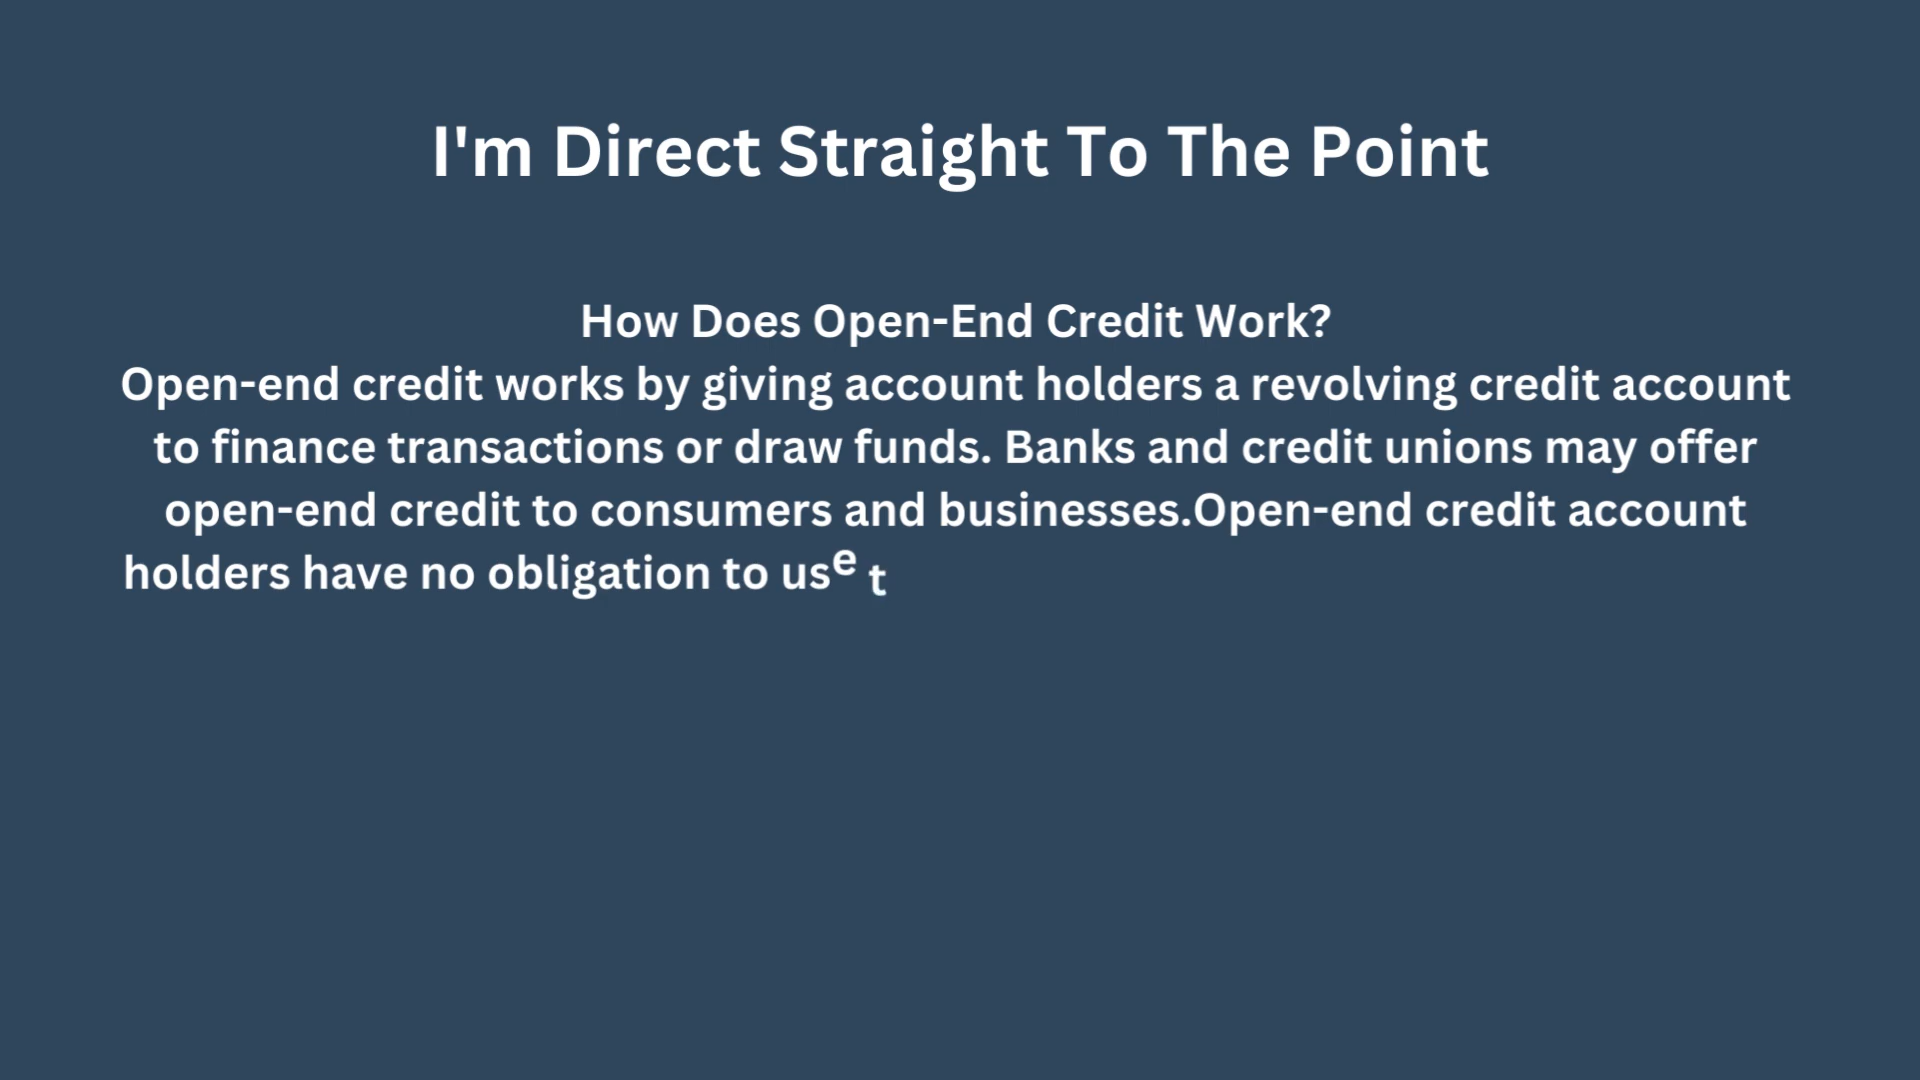 I'm Direct Straight To The Point
How Does Open-End Credit Work?
Open-end credit works by giving account holders a revolving credit account
to finance transactions or draw funds. Banks and credit unions may offer
open-end credit to consumers and businesses.Open-end credit account
holders have no obligation to use t